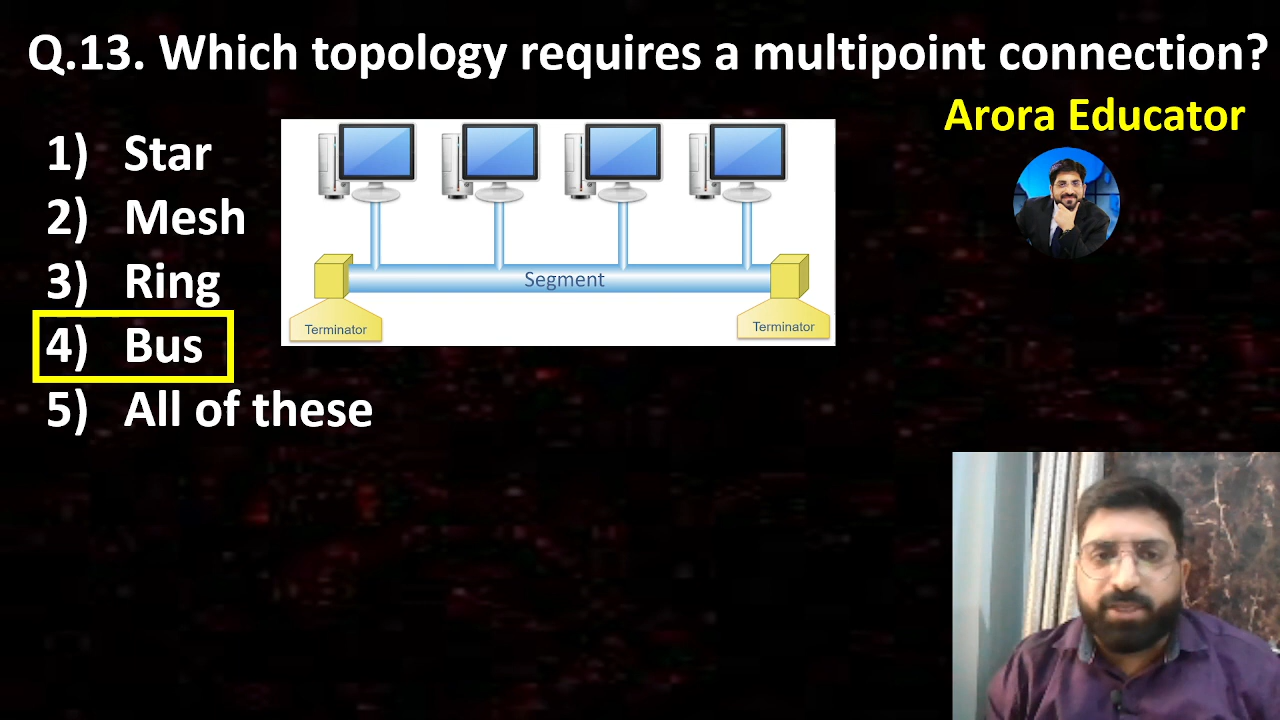 Q.13. Which topology requires a multipoint connection?
Arora Educator
1) Star
2) Mesh
3) Ring
4) Bus
5) All of these
Segment
Terminator
Terminator